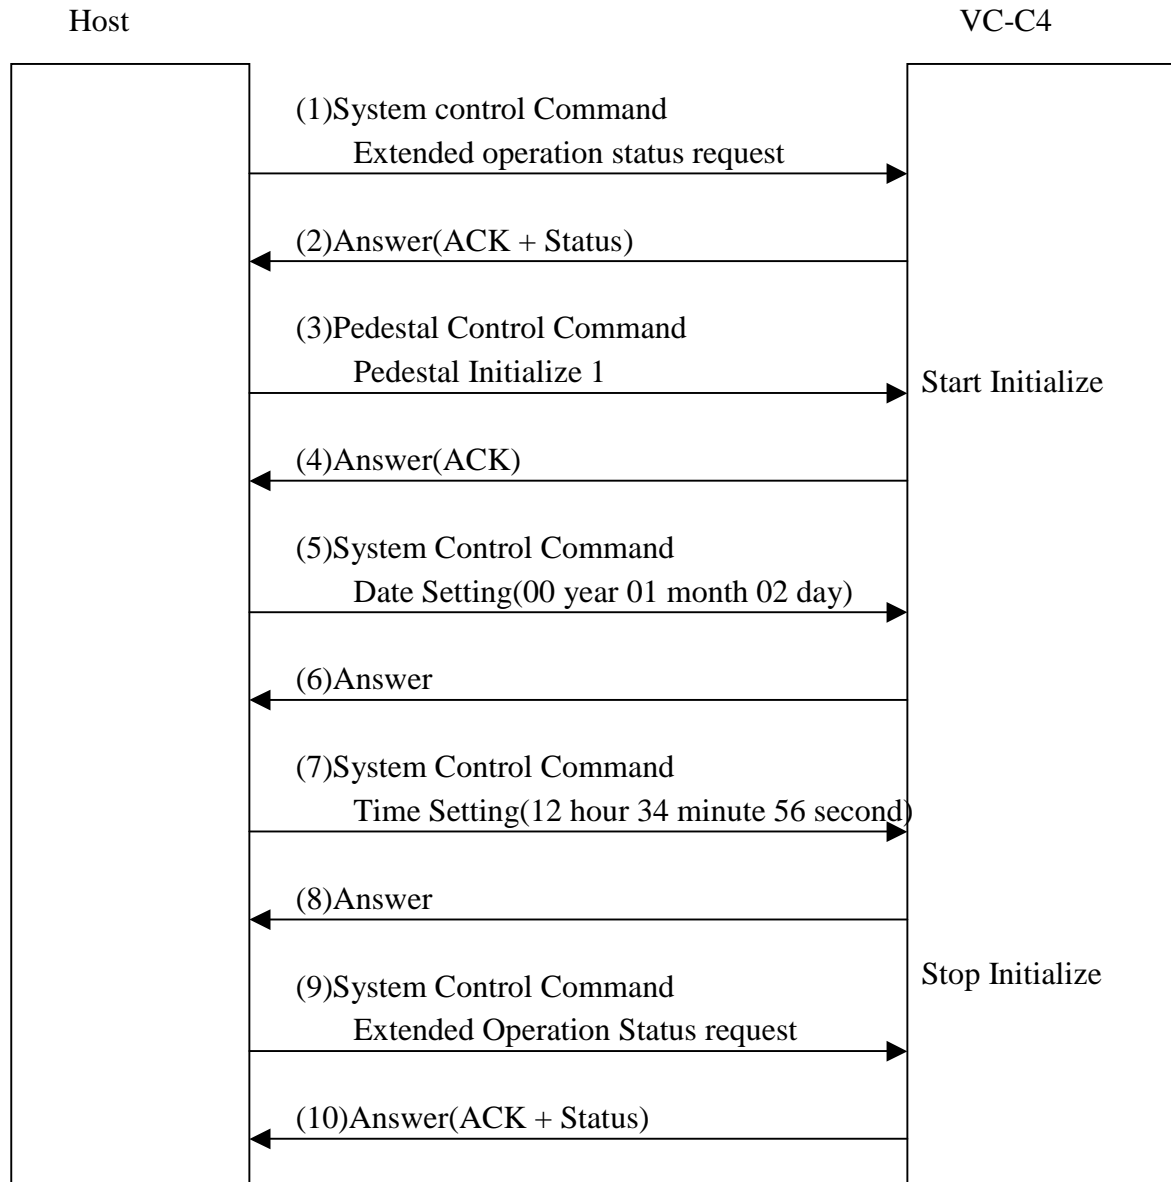 Host
VC-C4
(1)System control Command
Extended operation status request
(2)Answer(ACK + Status)
(3)Pedestal Control Command
Pedestal Initialize 1
Start Initialize
(4)Answer(ACK)
(5)System Control Command
Date Setting(00 year 01 month 02 day)
(6)Answer
(7)System Control Command
Time Setting(12 hour 34 minute 56 second)
(8)Answer
Stop Initialize
(9)System Control Command
Extended Operation Status request
(10)Answer(ACK + Status)